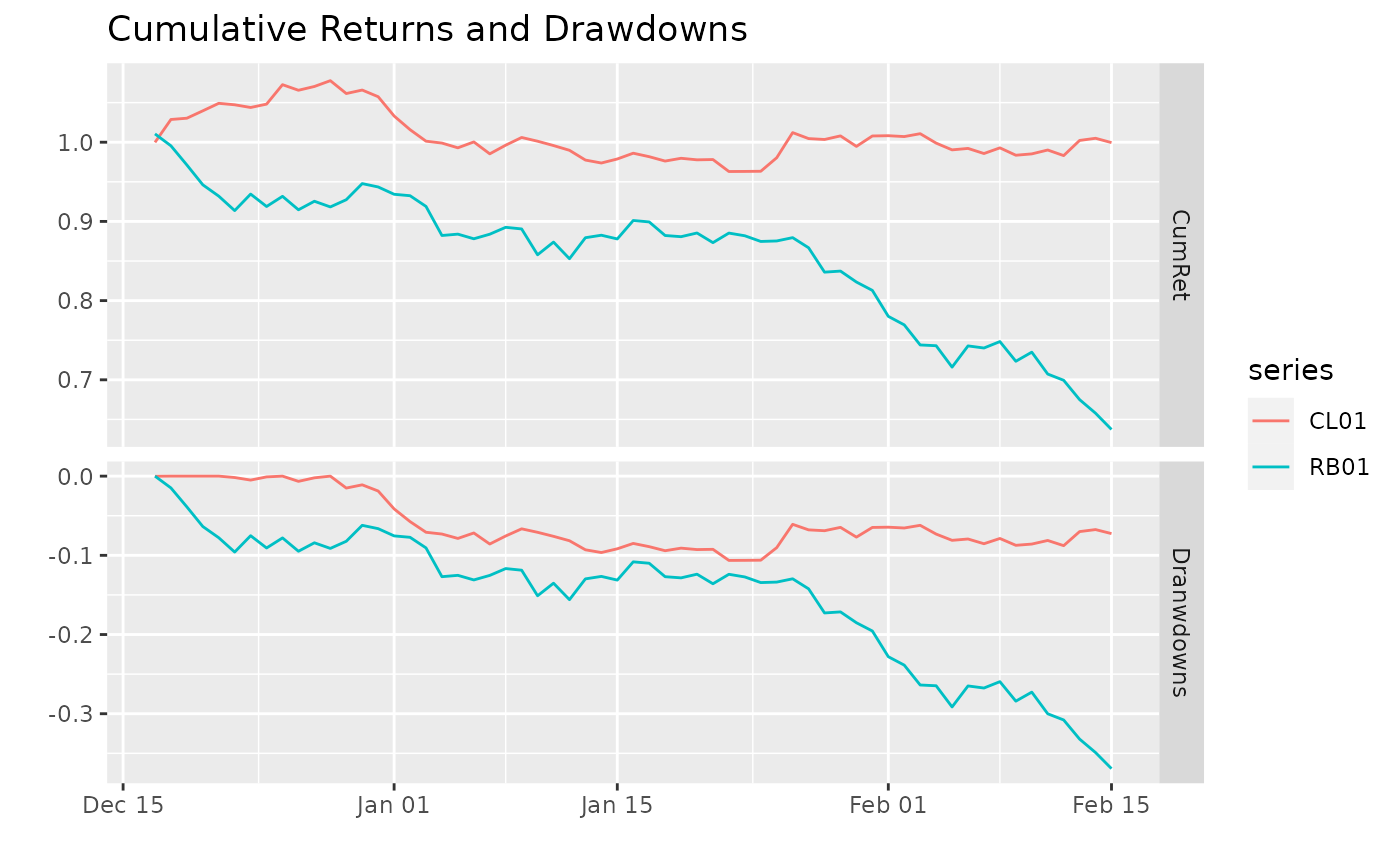 Cumulative Returns and Drawdowns
1.0
0.9
0.8
0.7
CumRet
0.0
-0.1
-0.2
-0.3
Dranwdowns
Dec 15
Jan 01
Jan 15
Feb 01
Feb 15
series
CL01
RB01